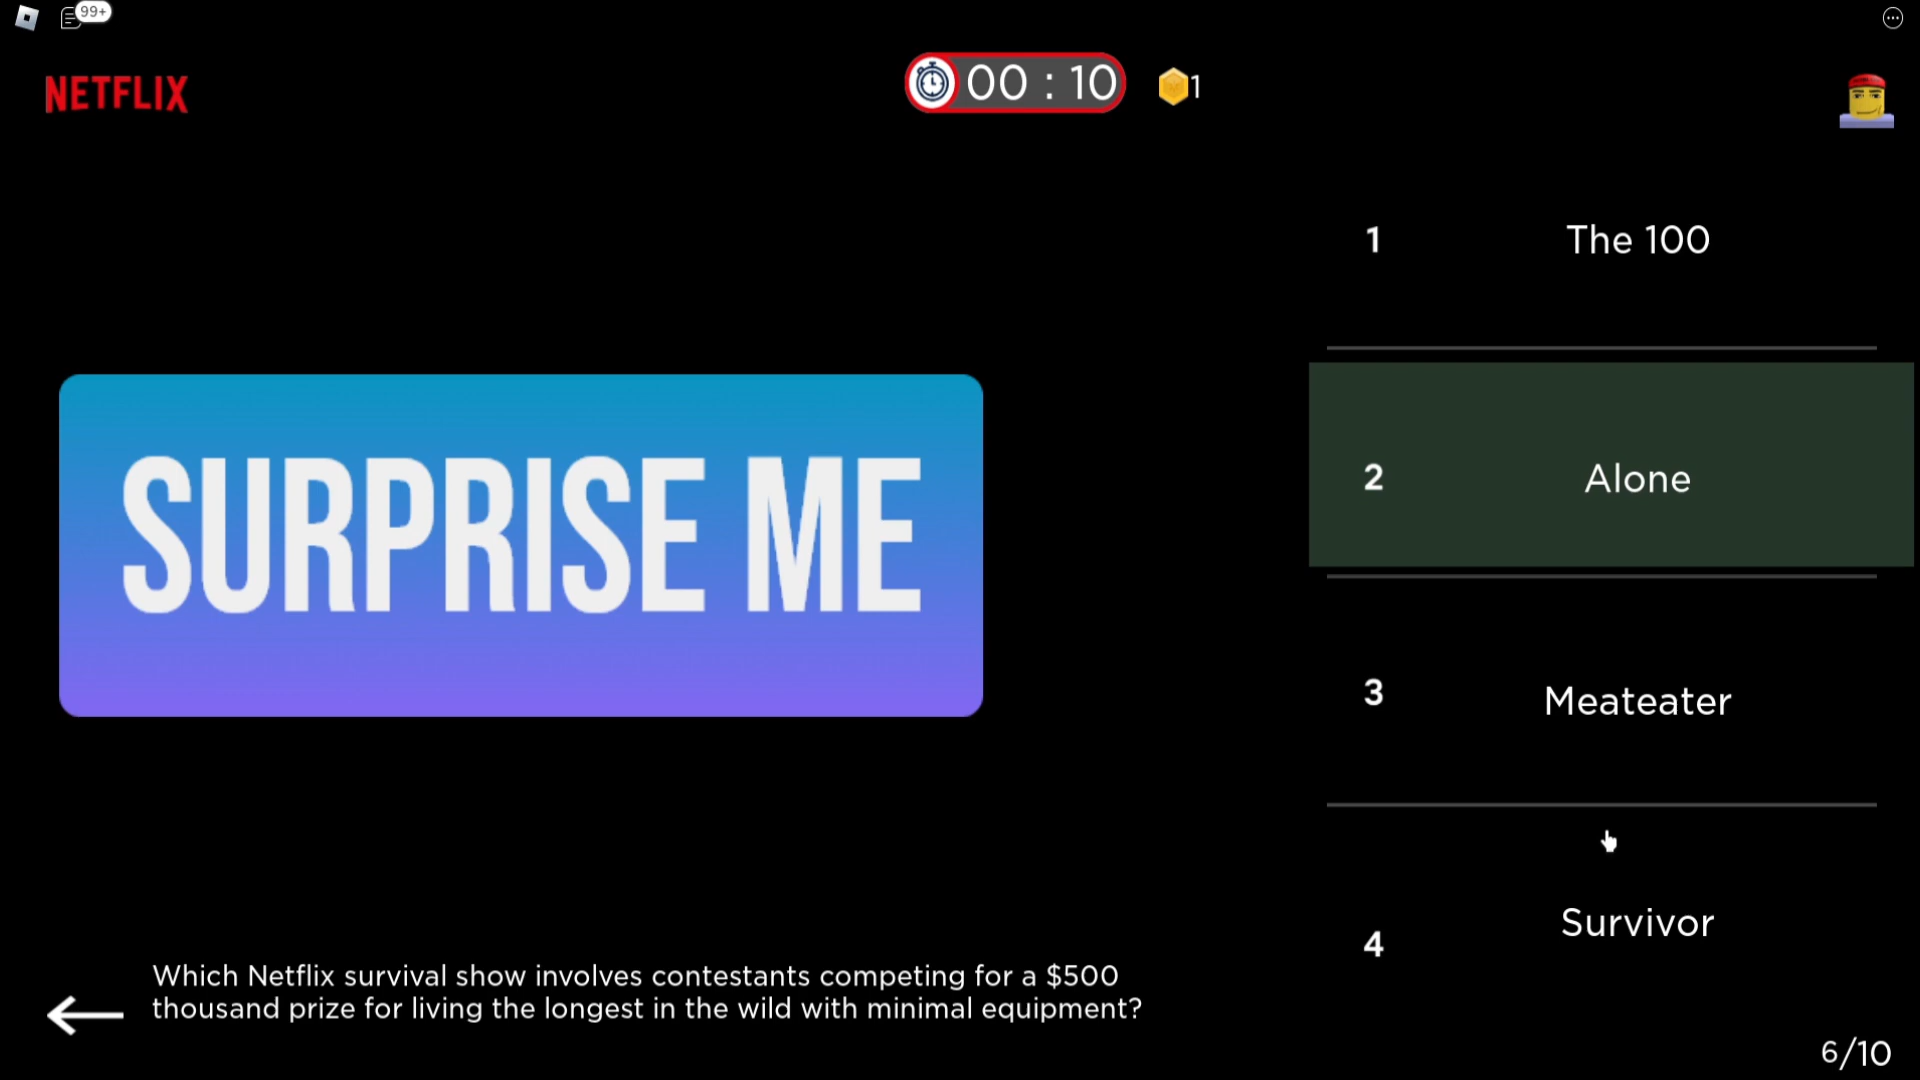 99+
NETFLIX
00 : 10
1
1 The 100
2 Alone
SURPRISE ME
3 Meateater
4 Survivor
Which Netflix survival show involves contestants competing for a $500
thousand prize for living the longest in the wild with minimal equipment?
6/10